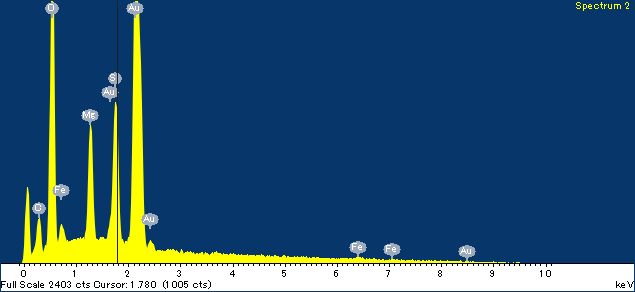 Spectrum 2
O Au
Si
Au
Mg
Fe
O
Au
Fe Fe Au
0 1 2 3 4 5 6 7 8 9 10
Full Scale 2403 cts Cursor: 1.780 (1005 cts) keV